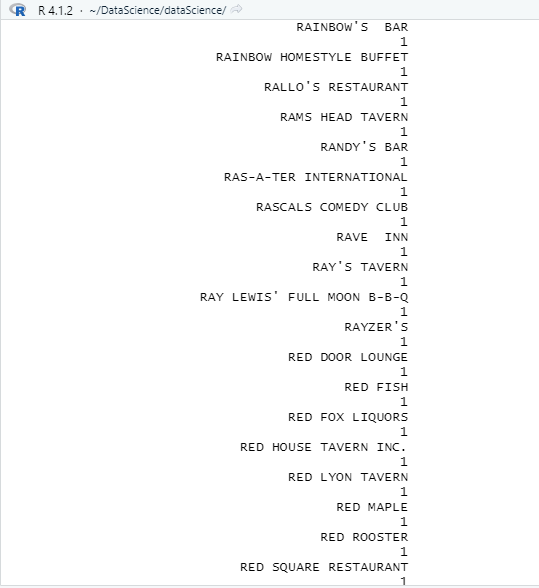 R R 4.1.2 · ~/DataScience/dataScience/
RAINBOW'S  BAR
1
RAINBOW HOMESTYLE BUFFET
1
RALLO'S RESTAURANT
1
RAMS HEAD TAVERN
1
RANDY'S BAR
1
RAS-A-TER INTERNATIONAL
1
RASCALS COMEDY CLUB
1
RAVE  INN
1
RAY'S TAVERN
1
RAY LEWIS' FULL MOON B-B-Q
1
RAYZER'S
1
RED DOOR LOUNGE
1
RED FISH
1
RED FOX LIQUORS
1
RED HOUSE TAVERN INC.
1
RED LYON TAVERN
1
RED MAPLE
1
RED ROOSTER
1
RED SQUARE RESTAURANT
1